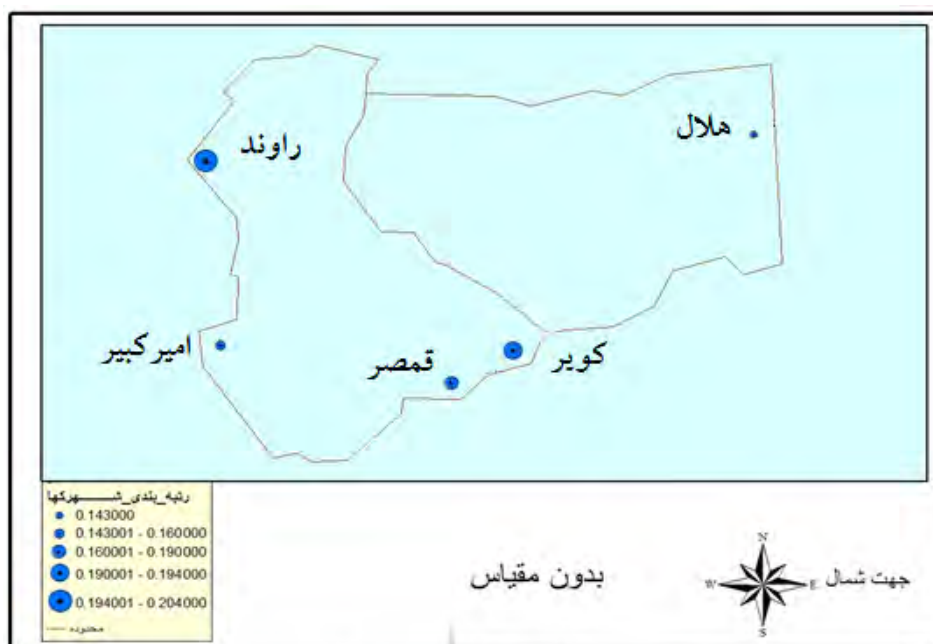 هلال
راوند
امیرکبیر
قمصر
کویر
رتبه_بندی_شـــهرکها
0.143000
0.143001 - 0.160000
0.160001 - 0.190000
0.190001 - 0.194000
0.194001 - 0.204000
محدوده
بدون مقیاس
N
W
E
S
جهت شمال